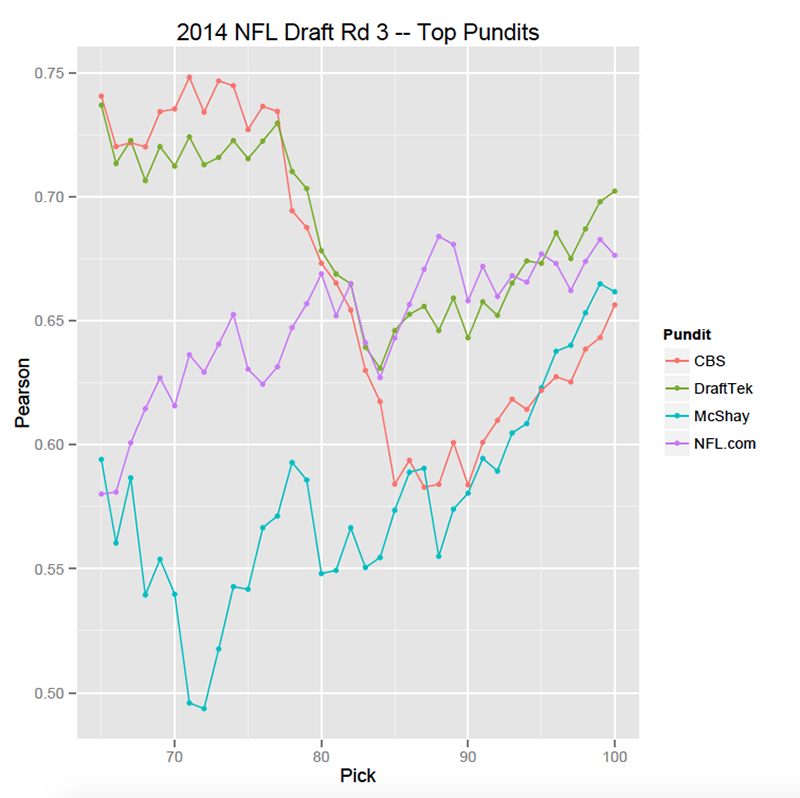 2014 NFL Draft Rd 3 -- Top Pundits
0.75
0.70
0.65
0.60
0.55
0.50
Pearson
70 80 90 100
Pick
Pundit
CBS
DraftTek
McShay
NFL.com